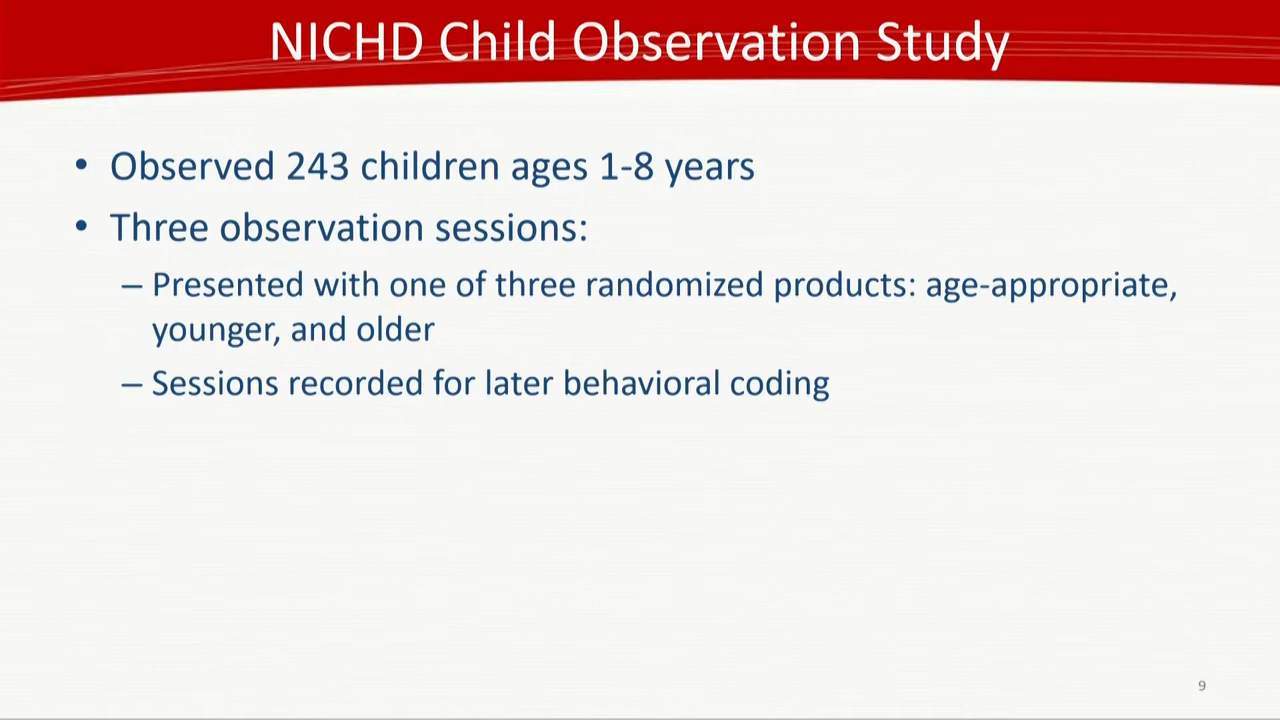 NICHD Child Observation Study
• Observed 243 children ages 1-8 years
• Three observation sessions:
– Presented with one of three randomized products: age-appropriate,
younger, and older
– Sessions recorded for later behavioral coding
9